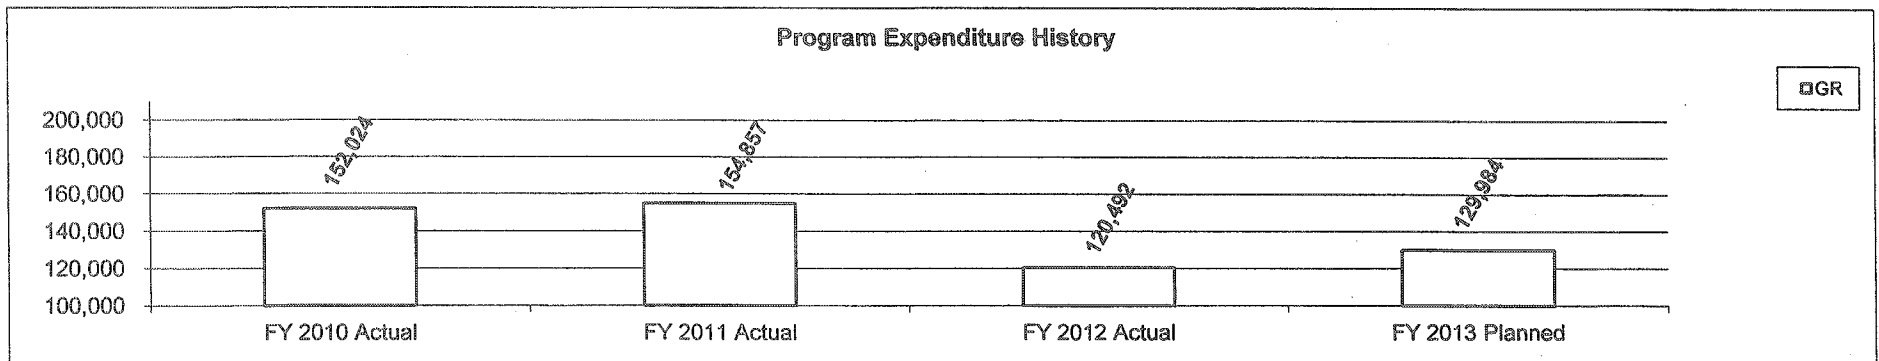 Program Expenditure History
GR
200,000
180,000
160,000
140,000
120,000
100,000
152,024
154,857
120,492
129,984
FY 2010 Actual
FY 2011 Actual
FY 2012 Actual
FY 2013 Planned